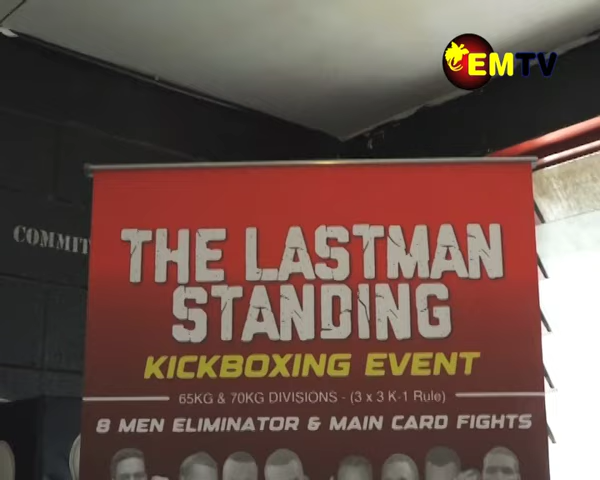 EMTV
COMMIT
THE LASTMAN
STANDING
KICKBOXING EVENT
65KG & 70KG DIVISIONS - (3 x 3 K-1 Rule)
8 MEN ELIMINATOR & MAIN CARD FIGHTS